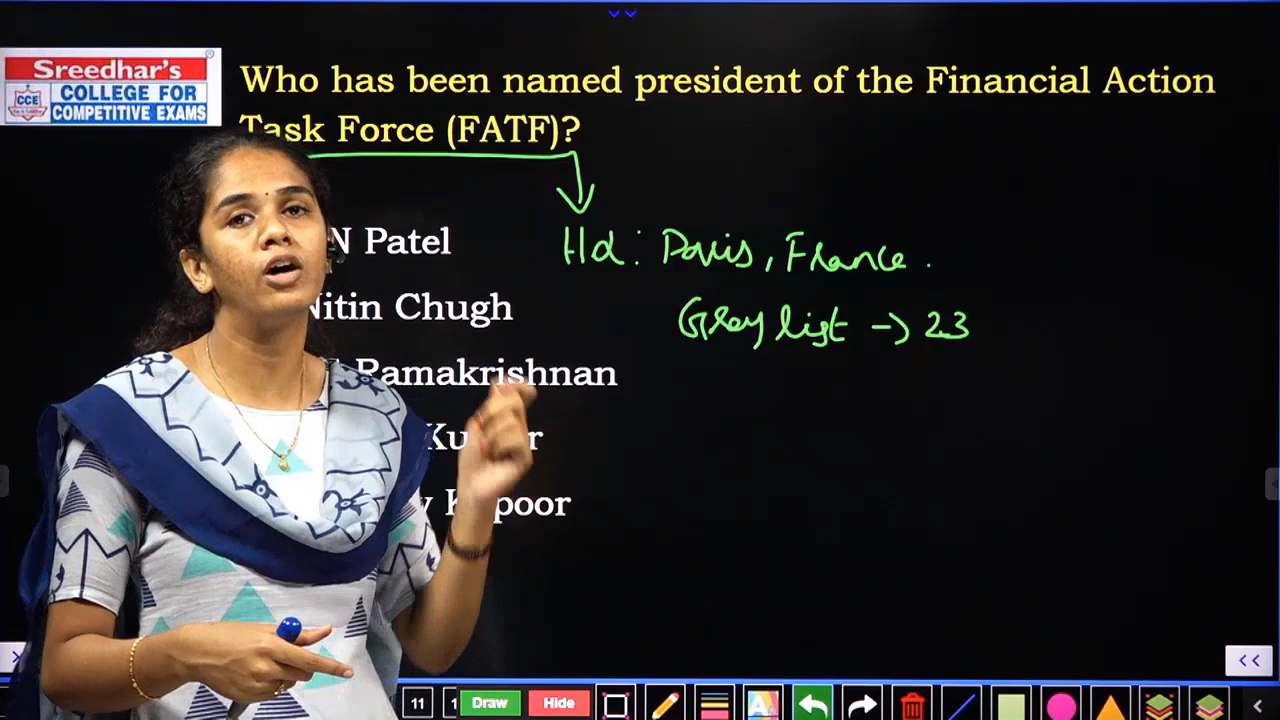 Sreedhar's
CCE
COLLEGE FOR
COMPETITIVE EXAMS
Who has been named president of the Financial Action
Task Force (FATF)?
N Patel
Nitin Chugh
Ramakrishnan
Kapoor
Hd: Paris, France.
Grey list → 23
11
Draw
Hide